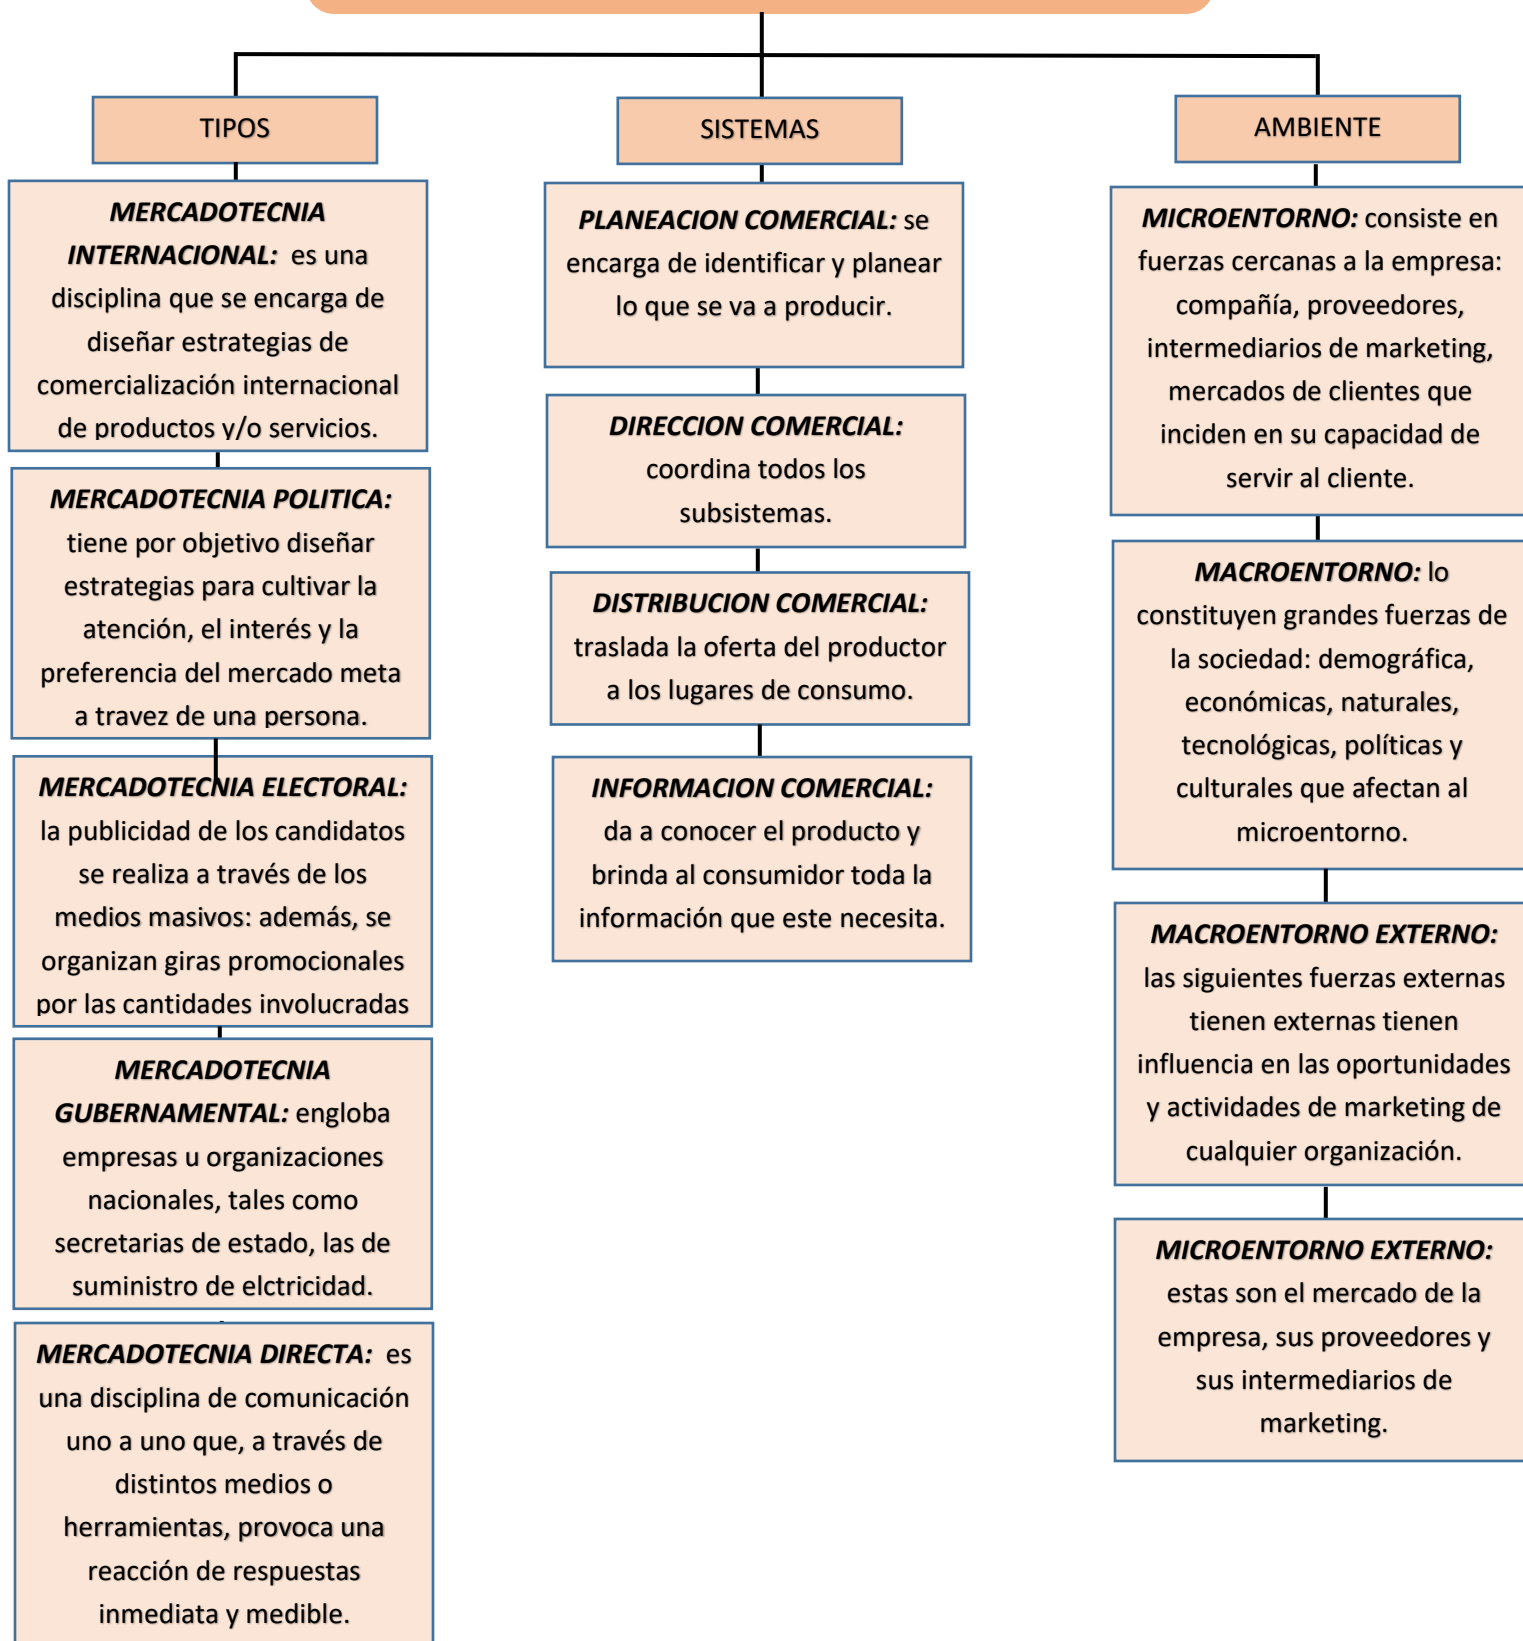 TIPOS
MERCADOTECNIA
INTERNACIONAL: es una
disciplina que se encarga de
diseñar estrategias de
comercialización internacional
de productos y/o servicios.
MERCADOTECNIA POLITICA:
tiene por objetivo diseñar
estrategias para cultivar la
atención, el interés y la
preferencia del mercado meta
a travez de una persona.
MERCADOTECNIA ELECTORAL:
la publicidad de los candidatos
se realiza a través de los
medios masivos: además, se
organizan giras promocionales
por las cantidades involucradas
MERCADOTECNIA
GUBERNAMENTAL: engloba
empresas u organizaciones
nacionales, tales como
secretarias de estado, las de
suministro de elctricidad.
MERCADOTECNIA DIRECTA: es
una disciplina de comunicación
uno a uno que, a través de
distintos medios o
herramientas, provoca una
reacción de respuestas
inmediata y medible.
SISTEMAS
PLANEACION COMERCIAL: se
encarga de identificar y planear
lo que se va a producir.
DIRECCION COMERCIAL:
coordina todos los
subsistemas.
DISTRIBUCION COMERCIAL:
traslada la oferta del productor
a los lugares de consumo.
INFORMACION COMERCIAL:
da a conocer el producto y
brinda al consumidor toda la
información que este necesita.
AMBIENTE
MICROENTORNO: consiste en
fuerzas cercanas a la empresa:
compañía, proveedores,
intermediarios de marketing,
mercados de clientes que
inciden en su capacidad de
servir al cliente.
MACROENTORNO: lo
constituyen grandes fuerzas de
la sociedad: demográfica,
económicas, naturales,
tecnológicas, políticas y
culturales que afectan al
microentorno.
MACROENTORNO EXTERNO:
las siguientes fuerzas externas
tienen externas tienen
influencia en las oportunidades
y actividades de marketing de
cualquier organización.
MICROENTORNO EXTERNO:
estas son el mercado de la
empresa, sus proveedores y
sus intermediarios de
marketing.